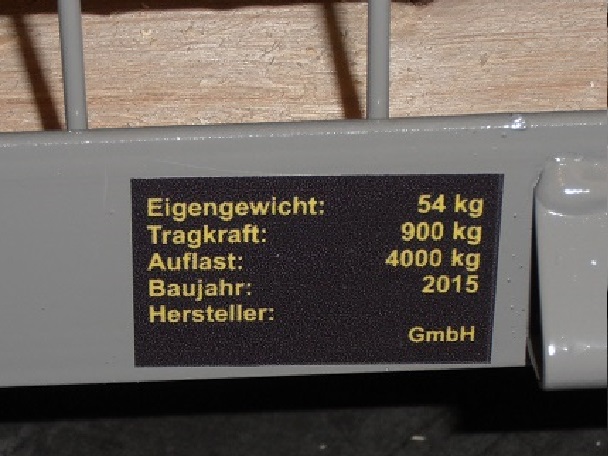 Eigengewicht: 54 kg
Tragkraft: 900 kg
Auflast: 4000 kg
Baujahr: 2015
Hersteller:
GmbH